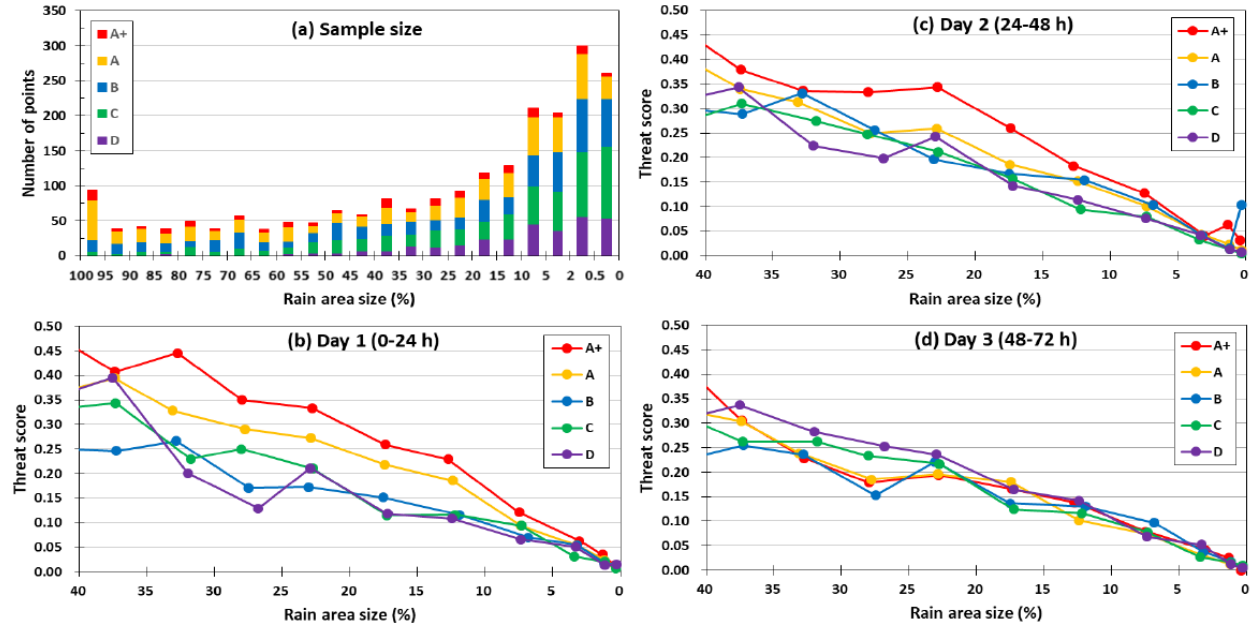 (a) Sample size
Number of points
350
300
250
200
150
100
50
0
A+
A
B
C
D
100 95 90 85 80 75 70 65 60 55 50 45 40 35 30 25 20 15 10 5 2 0.5 0
Rain area size (%)
(c) Day 2 (24-48 h)
Threat score
0.50
0.45
0.40
0.35
0.30
0.25
0.20
0.15
0.10
0.05
0.00
A+
A
B
C
D
40 35 30 25 20 15 10 5 0
Rain area size (%)
(b) Day 1 (0-24 h)
Threat score
0.50
0.45
0.40
0.35
0.30
0.25
0.20
0.15
0.10
0.05
0.00
A+
A
B
C
D
40 35 30 25 20 15 10 5 0
Rain area size (%)
(d) Day 3 (48-72 h)
Threat score
0.50
0.45
0.40
0.35
0.30
0.25
0.20
0.15
0.10
0.05
0.00
A+
A
B
C
D
40 35 30 25 20 15 10 5 0
Rain area size (%)